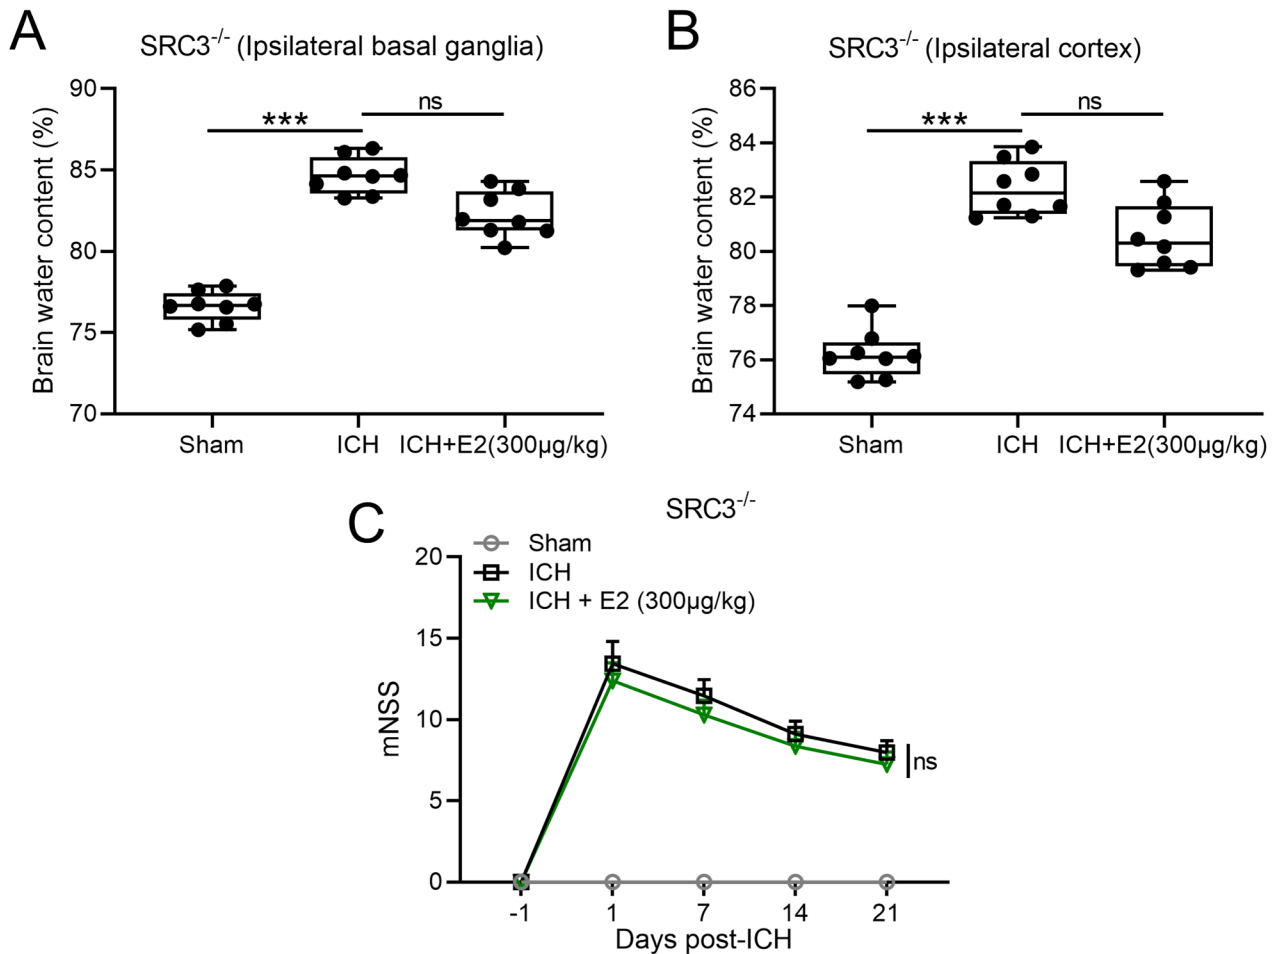 A
SRC3-/- (Ipsilateral basal ganglia)
Brain water content (%)
90
85
80
75
70
***
ns
Sham
ICH
ICH+E2(300µg/kg)
B
SRC3-/- (Ipsilateral cortex)
Brain water content (%)
86
84
82
80
78
76
74
***
ns
Sham
ICH
ICH+E2(300µg/kg)
C
SRC3-/-
Sham
ICH
ICH + E2 (300µg/kg)
mNSS
20
15
10
5
0
ns
-1
1
7
14
21
Days post-ICH